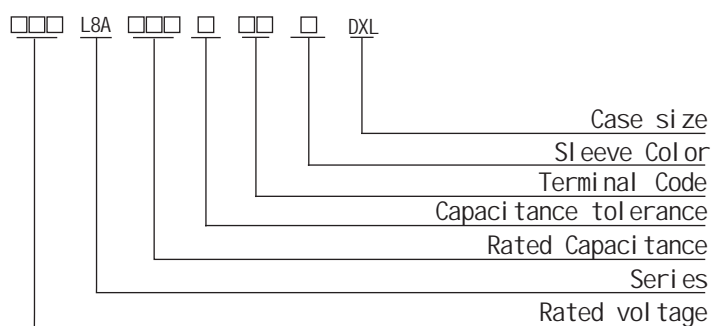 □□□ L8A □□□ □ □□ □ DXL
Case size
Sleeve Color
Terminal Code
Capacitance tolerance
Rated Capacitance
Series
Rated voltage